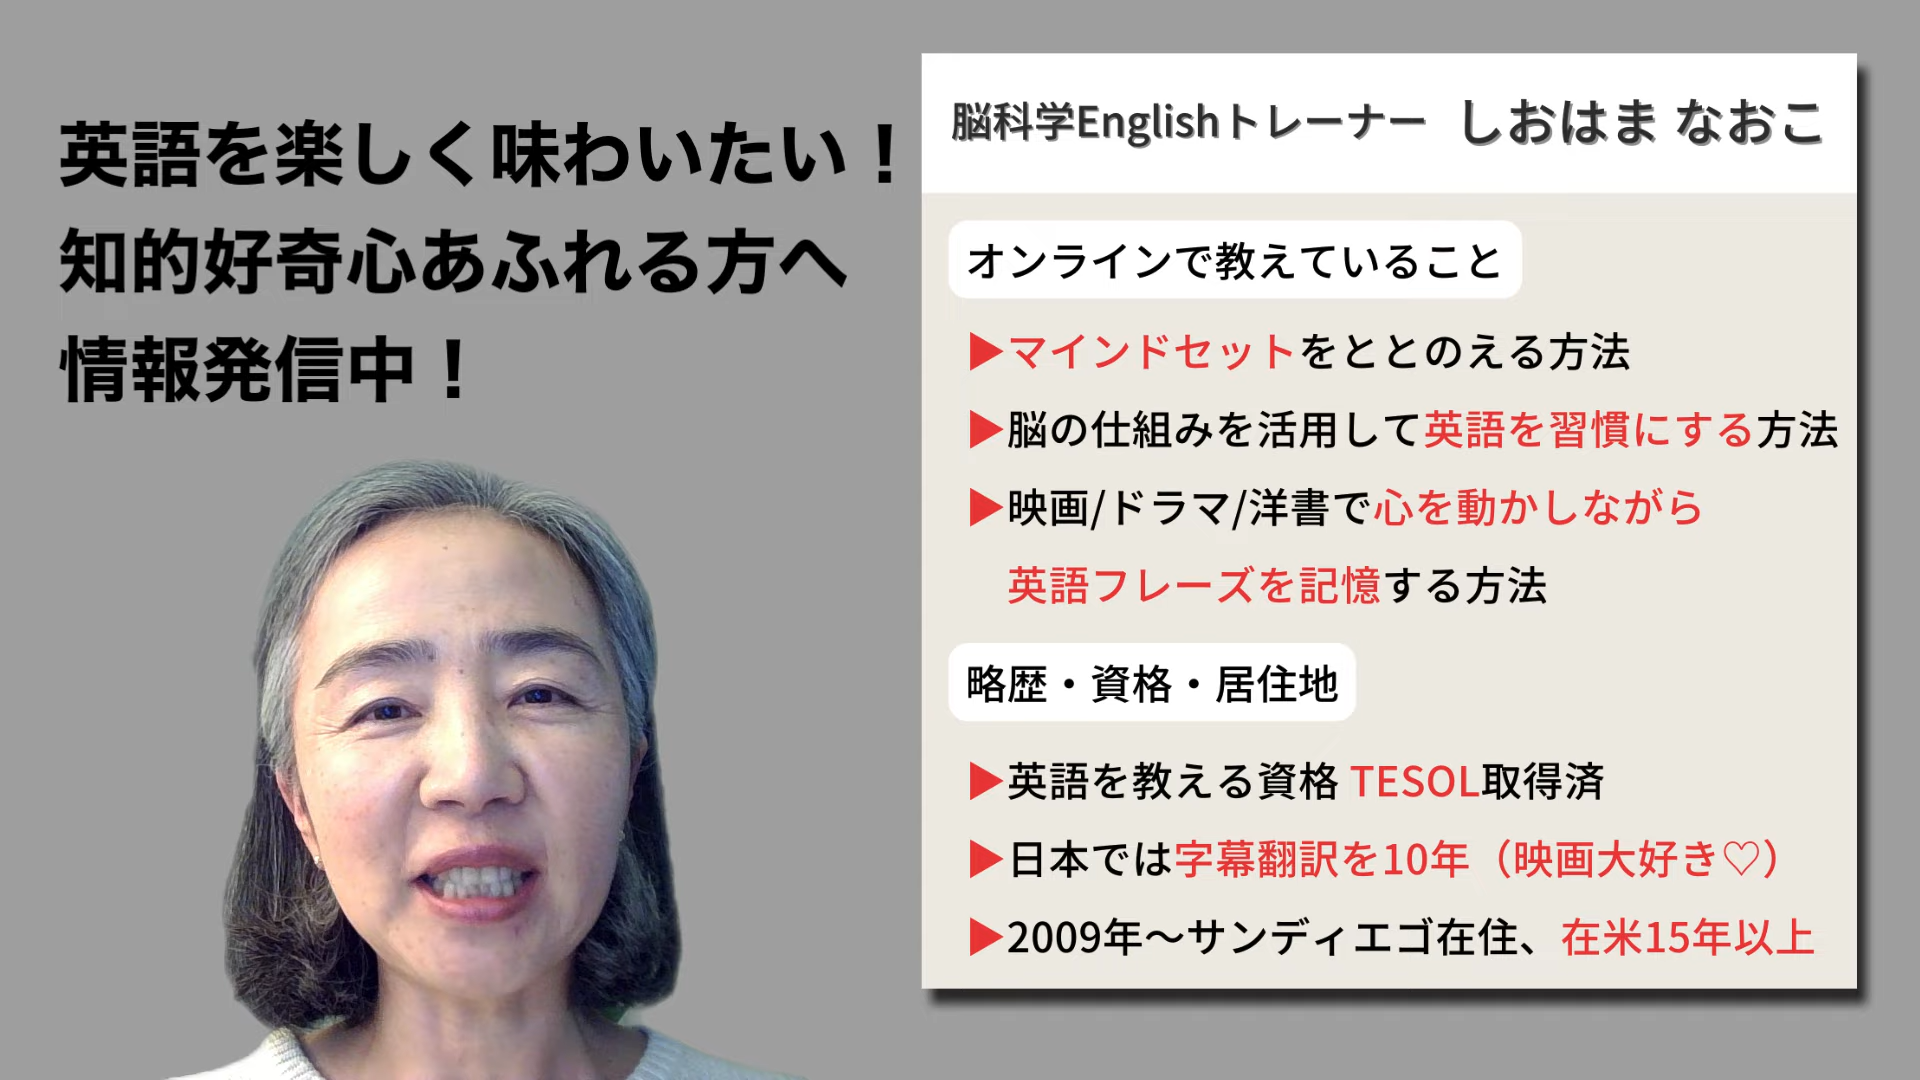 英語を楽しく味わいたい！
知的好奇心あふれる方へ
情報発信中！
脳科学Englishトレーナー しおはま なおこ
オンラインで教えていること
▶マインドセットをととのえる方法
▶脳の仕組みを活用して英語を習慣にする方法
▶映画/ドラマ/洋書で心を動かしながら
英語フレーズを記憶する方法
略歴・資格・居住地
▶英語を教える資格 TESOL取得済
▶日本では字幕翻訳を10年（映画大好き♡）
▶2009年〜サンディエゴ在住、在米15年以上